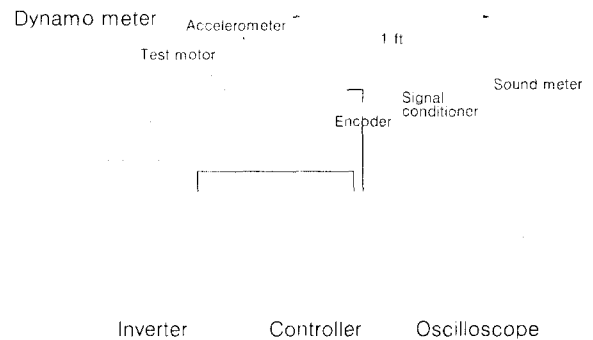 Dynamo meter
Accelerometer
1 ft
Test motor
Sound meter
Signal
conditioner
Encoder
Inverter
Controller
Oscilloscope